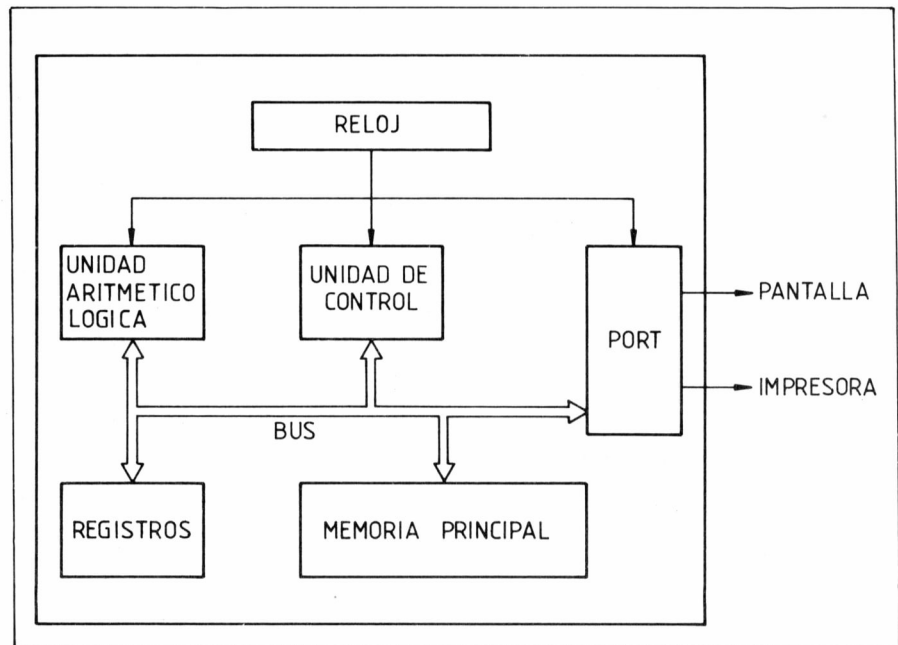 RELOJ
UNIDAD
ARITMETICO
LOGICA
UNIDAD DE
CONTROL
PORT
PANTALLA
IMPRESORA
BUS
REGISTROS
MEMORIA PRINCIPAL